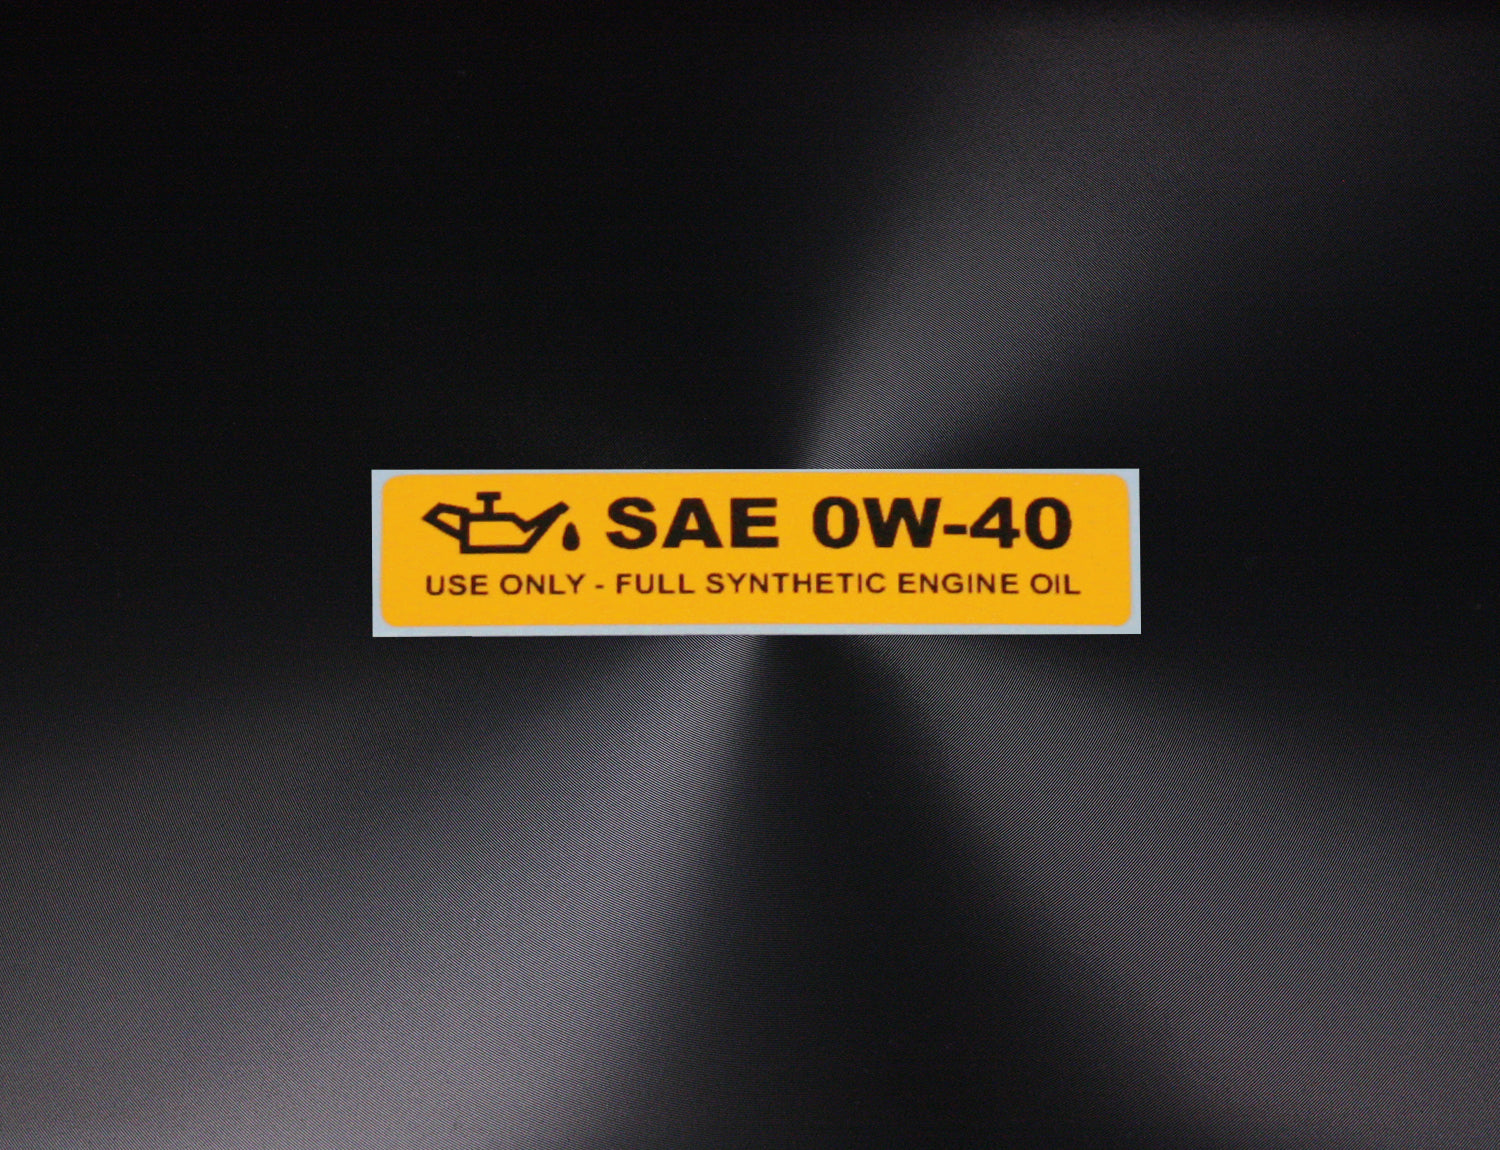 SAE 0W-40
USE ONLY - FULL SYNTHETIC ENGINE OIL